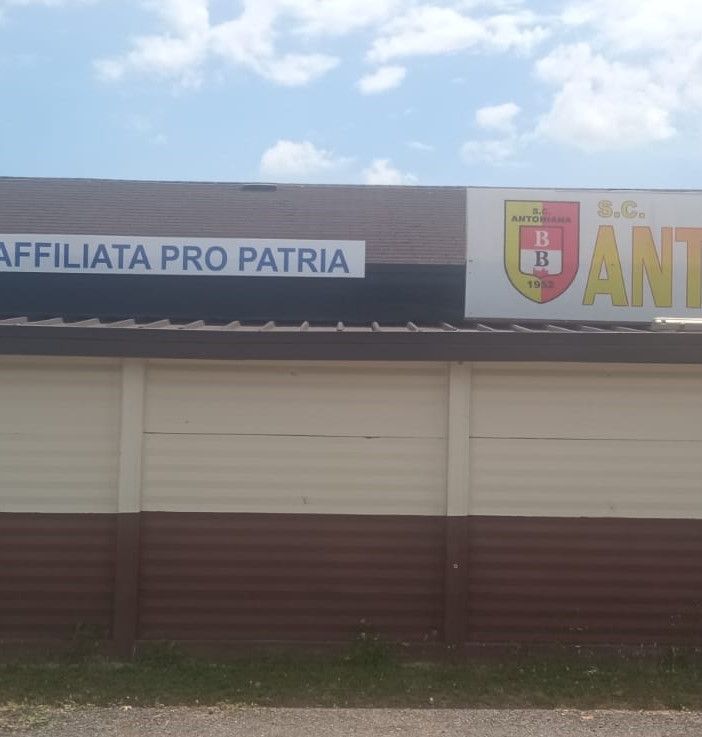 AFFILIATA PRO PATRIA
S.C.
ANTONIANA
B
B
1952
S.C.
ANT